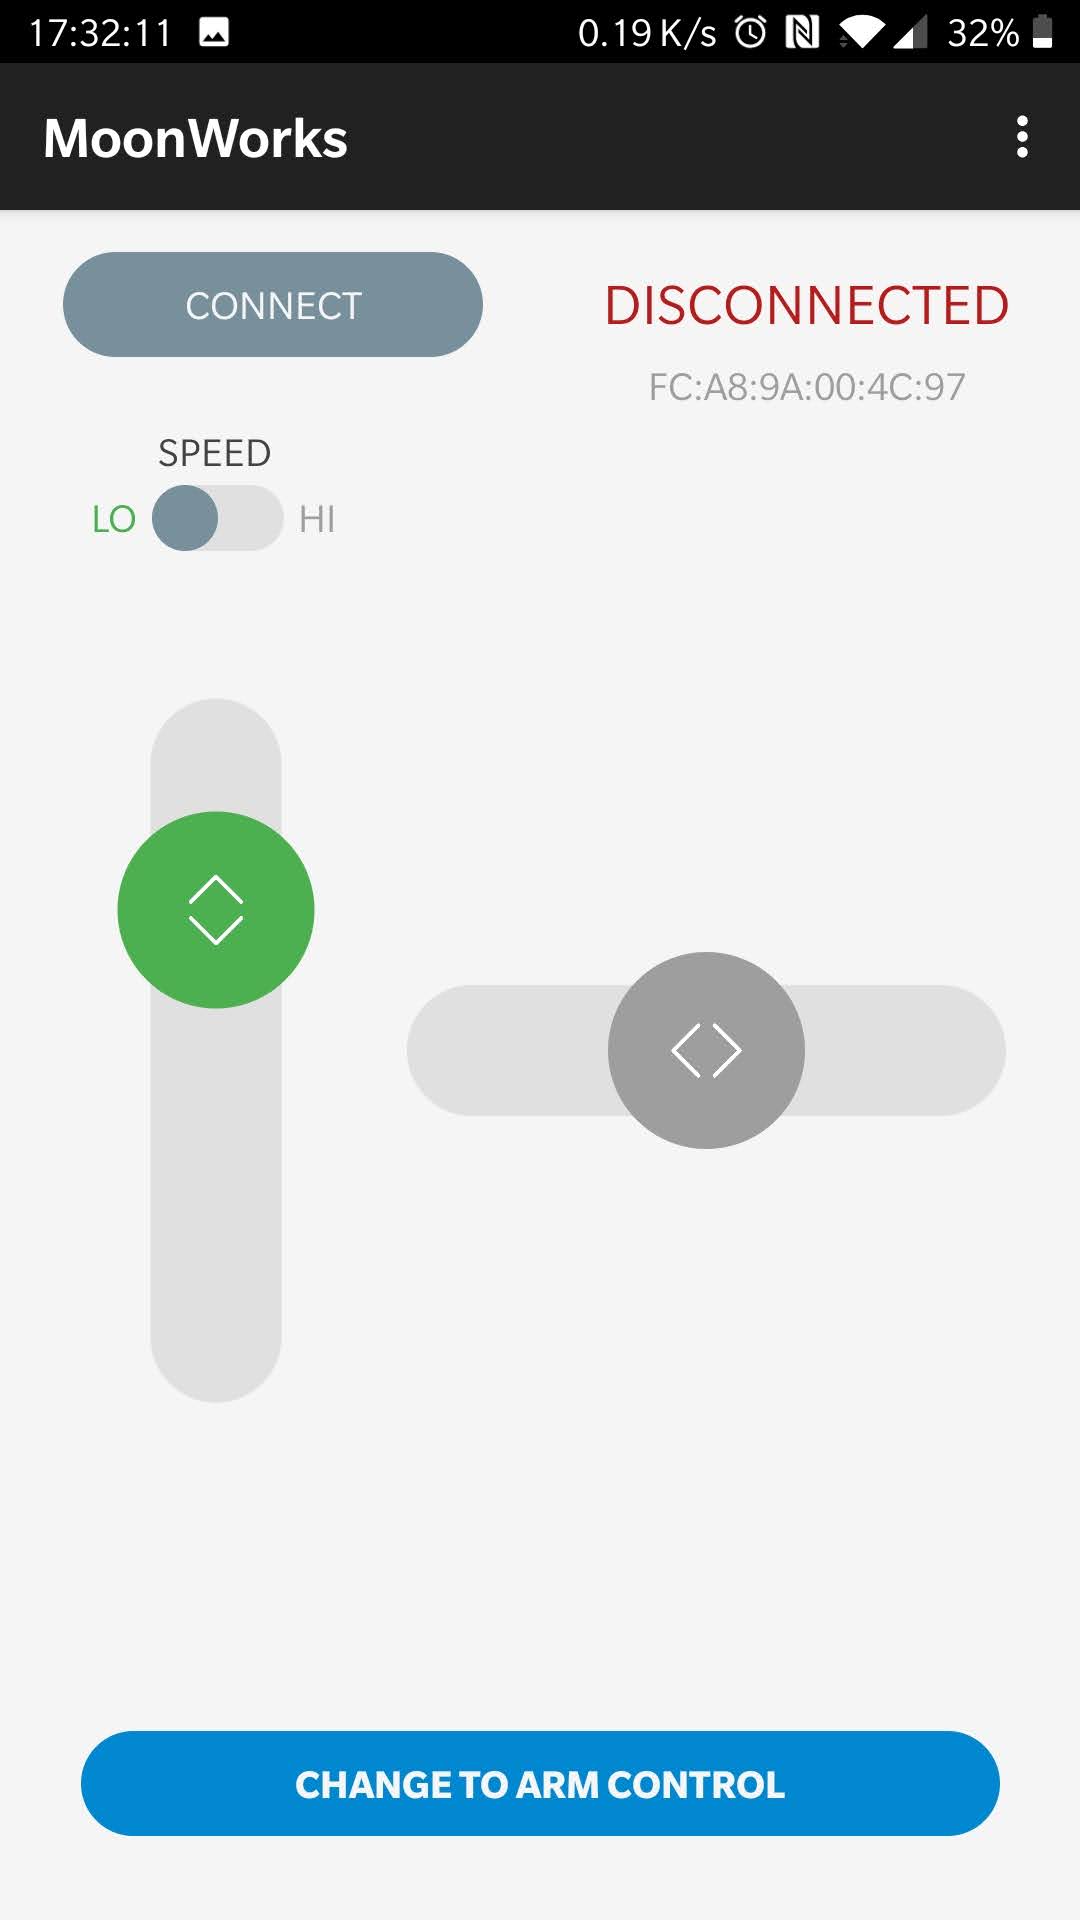 17:32:11 0.19 K/s 32%
MoonWorks
CONNECT
DISCONNECTED
FC:A8:9A:00:4C:97
SPEED
LO HI
CHANGE TO ARM CONTROL